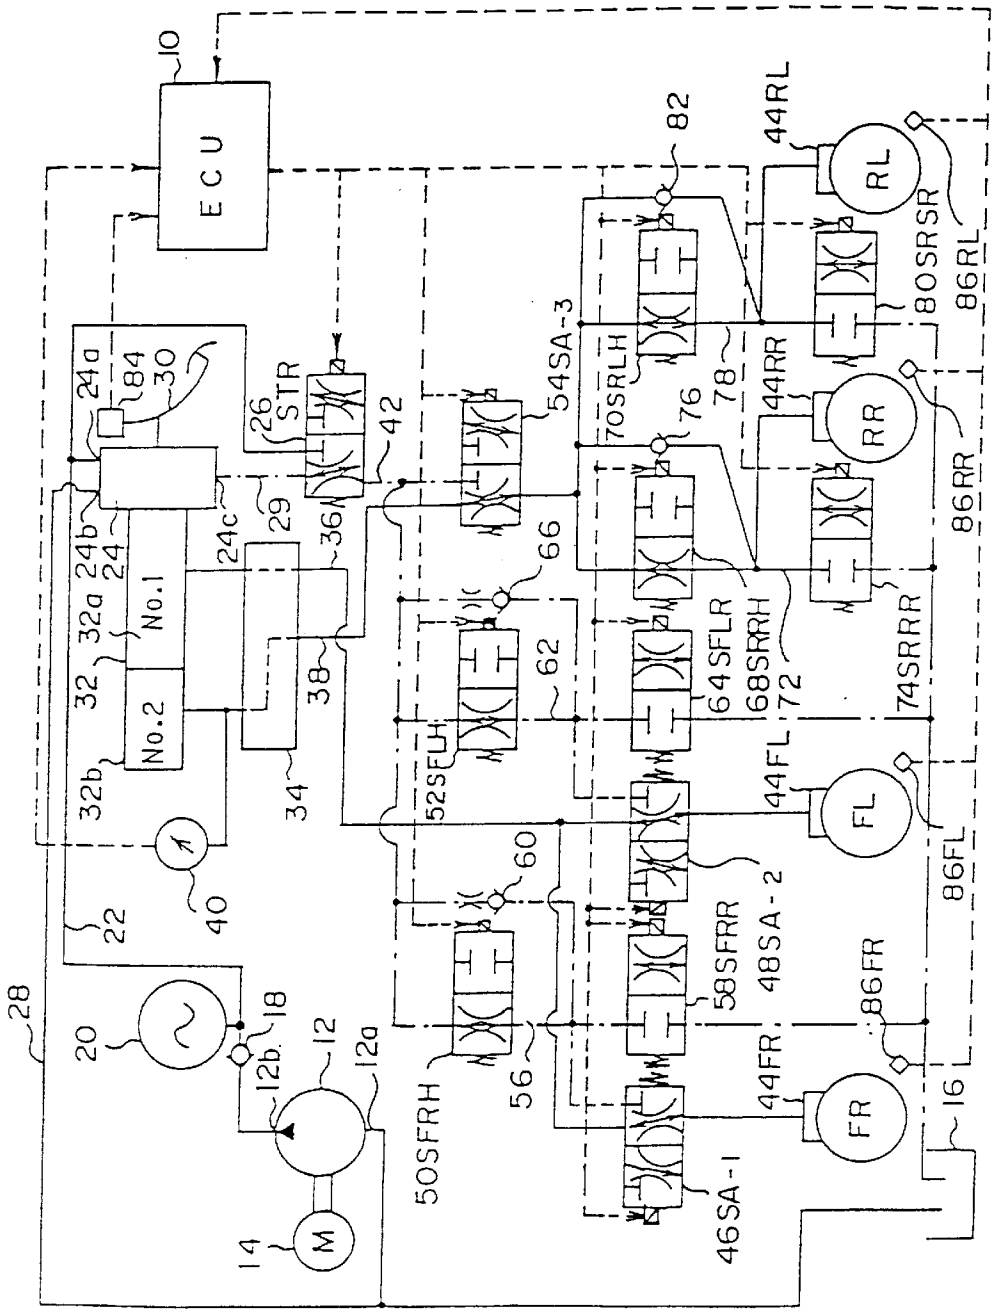 10
ECU
28
22
20
18
12b
12
12a
14
M
40
32b
32
32a
24
24b
24a
84
30
No.2
No.1
24c
34
38
36
29
26
STR
42
50SFRH
60
52SFLH
66
54SA-3
56
62
46SA-1
58SFRR
48SA-2
64SFLR
68SRRH
72
76
70SRLH
78
82
74SRRR
80SRSR
44FR
FR
44FL
FL
44RR
RR
44RL
RL
86FR
86FL
86RR
86RL
16